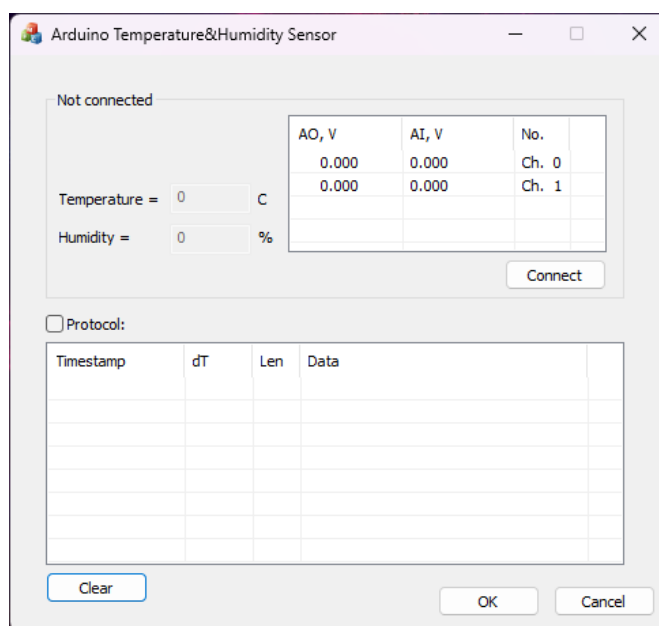 Arduino Temperature&Humidity Sensor
Not connected
AO, V AI, V No.
0.000 0.000 Ch. 0
0.000 0.000 Ch. 1
Temperature = 0 C
Humidity = 0 %
Connect
Protocol:
Timestamp dT Len Data
Clear
OK Cancel